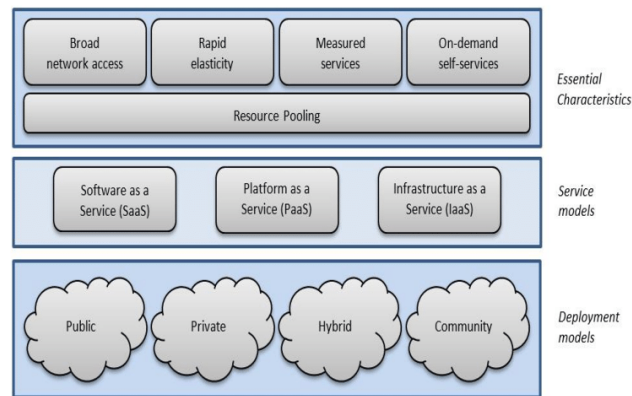 Broad
network access
Rapid
elasticity
Measured
services
On-demand
self-services
Resource Pooling
Essential
Characteristics
Software as a
Service (SaaS)
Platform as a
Service (PaaS)
Infrastructure as a
Service (IaaS)
Service
models
Public
Private
Hybrid
Community
Deployment
models